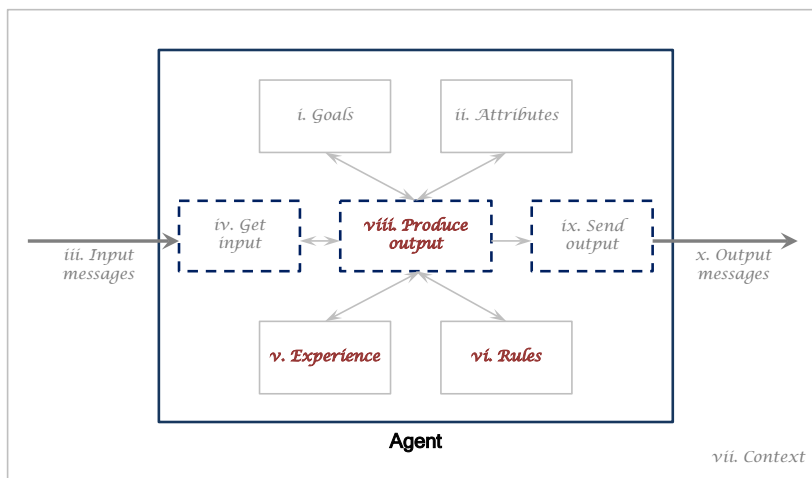 i. Goals
ii. Attributes
iv. Get
input
viii. Produce
output
ix. Send
output
iii. Input
messages
x. Output
messages
v. Experience
vi. Rules
Agent
vii. Context